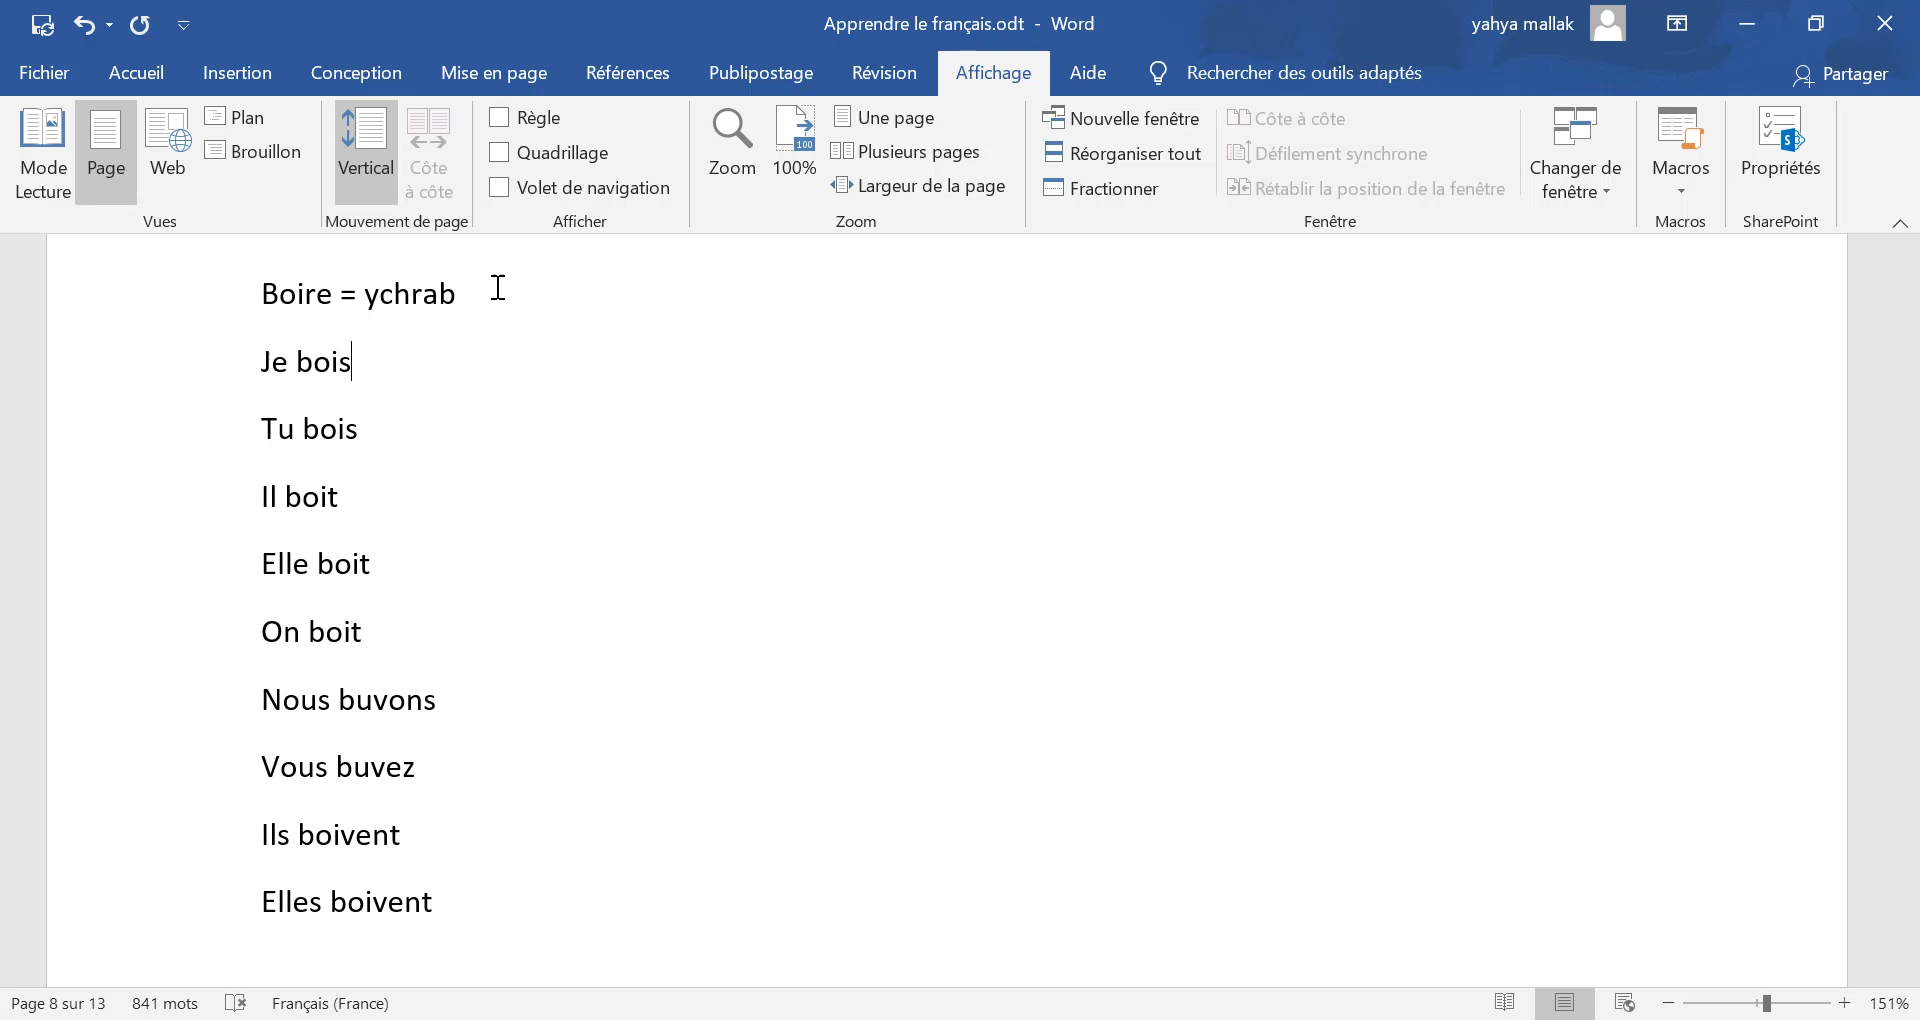 Apprendre le français.odt - Word
yahya mallak
Fichier Accueil Insertion Conception Mise en page Références Publipostage Révision Affichage Aide Rechercher des outils adaptés Partager
Mode Lecture
Page
Web
Plan
Brouillon
Vues
Vertical
Côte à côte
Mouvement de page
Règle
Quadrillage
Volet de navigation
Afficher
Zoom
100
100%
Une page
Plusieurs pages
Largeur de la page
Zoom
Nouvelle fenêtre
Réorganiser tout
Fractionner
Côte à côte
Défilement synchrone
Rétablir la position de la fenêtre
Changer de fenêtre
Fenêtre
Macros
Macros
S
Propriétés
SharePoint
Boire = ychrab
Je bois
Tu bois
Il boit
Elle boit
On boit
Nous buvons
Vous buvez
Ils boivent
Elles boivent
Page 8 sur 13 841 mots Français (France) 151%